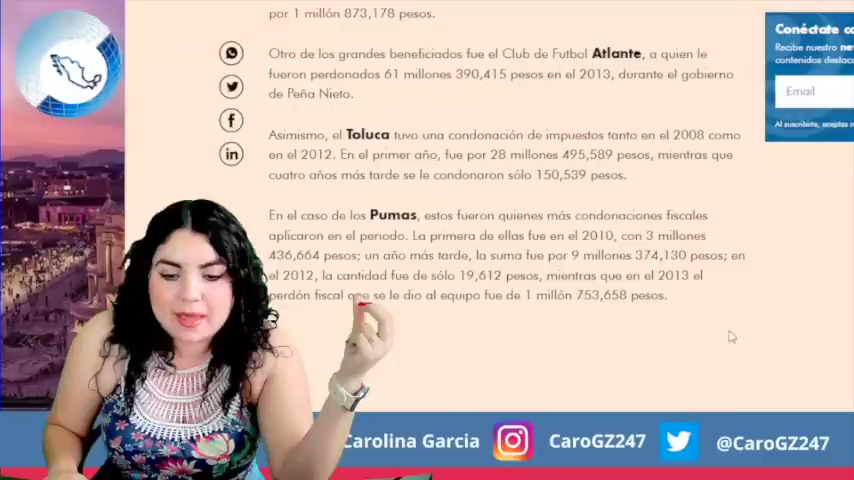 por 1 millón 873,178 pesos.
Otro de los grandes beneficiados fue el Club de Futbol Atlante, a quien le
fueron perdonados 61 millones 390,415 pesos en el 2013, durante el gobierno
de Peña Nieto.
Asimismo, el Toluca tuvo una condonación de impuestos tanto en el 2008 como
en el 2012. En el primer año, fue por 28 millones 495,589 pesos, mientras que
cuatro años más tarde se le condonaron sólo 150,539 pesos.
En el caso de los Pumas, estos fueron quienes más condonaciones fiscales
aplicaron en el periodo. La primera de ellas fue en el 2010, con 3 millones
436,664 pesos; un año más tarde, la suma fue por 9 millones 374,130 pesos; en
el 2012, la cantidad fue de sólo 19,612 pesos, mientras que en el 2013 el
perdón fiscal que se le dio al equipo fue de 1 millón 753,658 pesos.
Conéctate co
Recibe nuestro ne
contenidos destaca
Email
Al suscribirte, aceptas
Carolina Garcia
CaroGZ247
@CaroGZ247